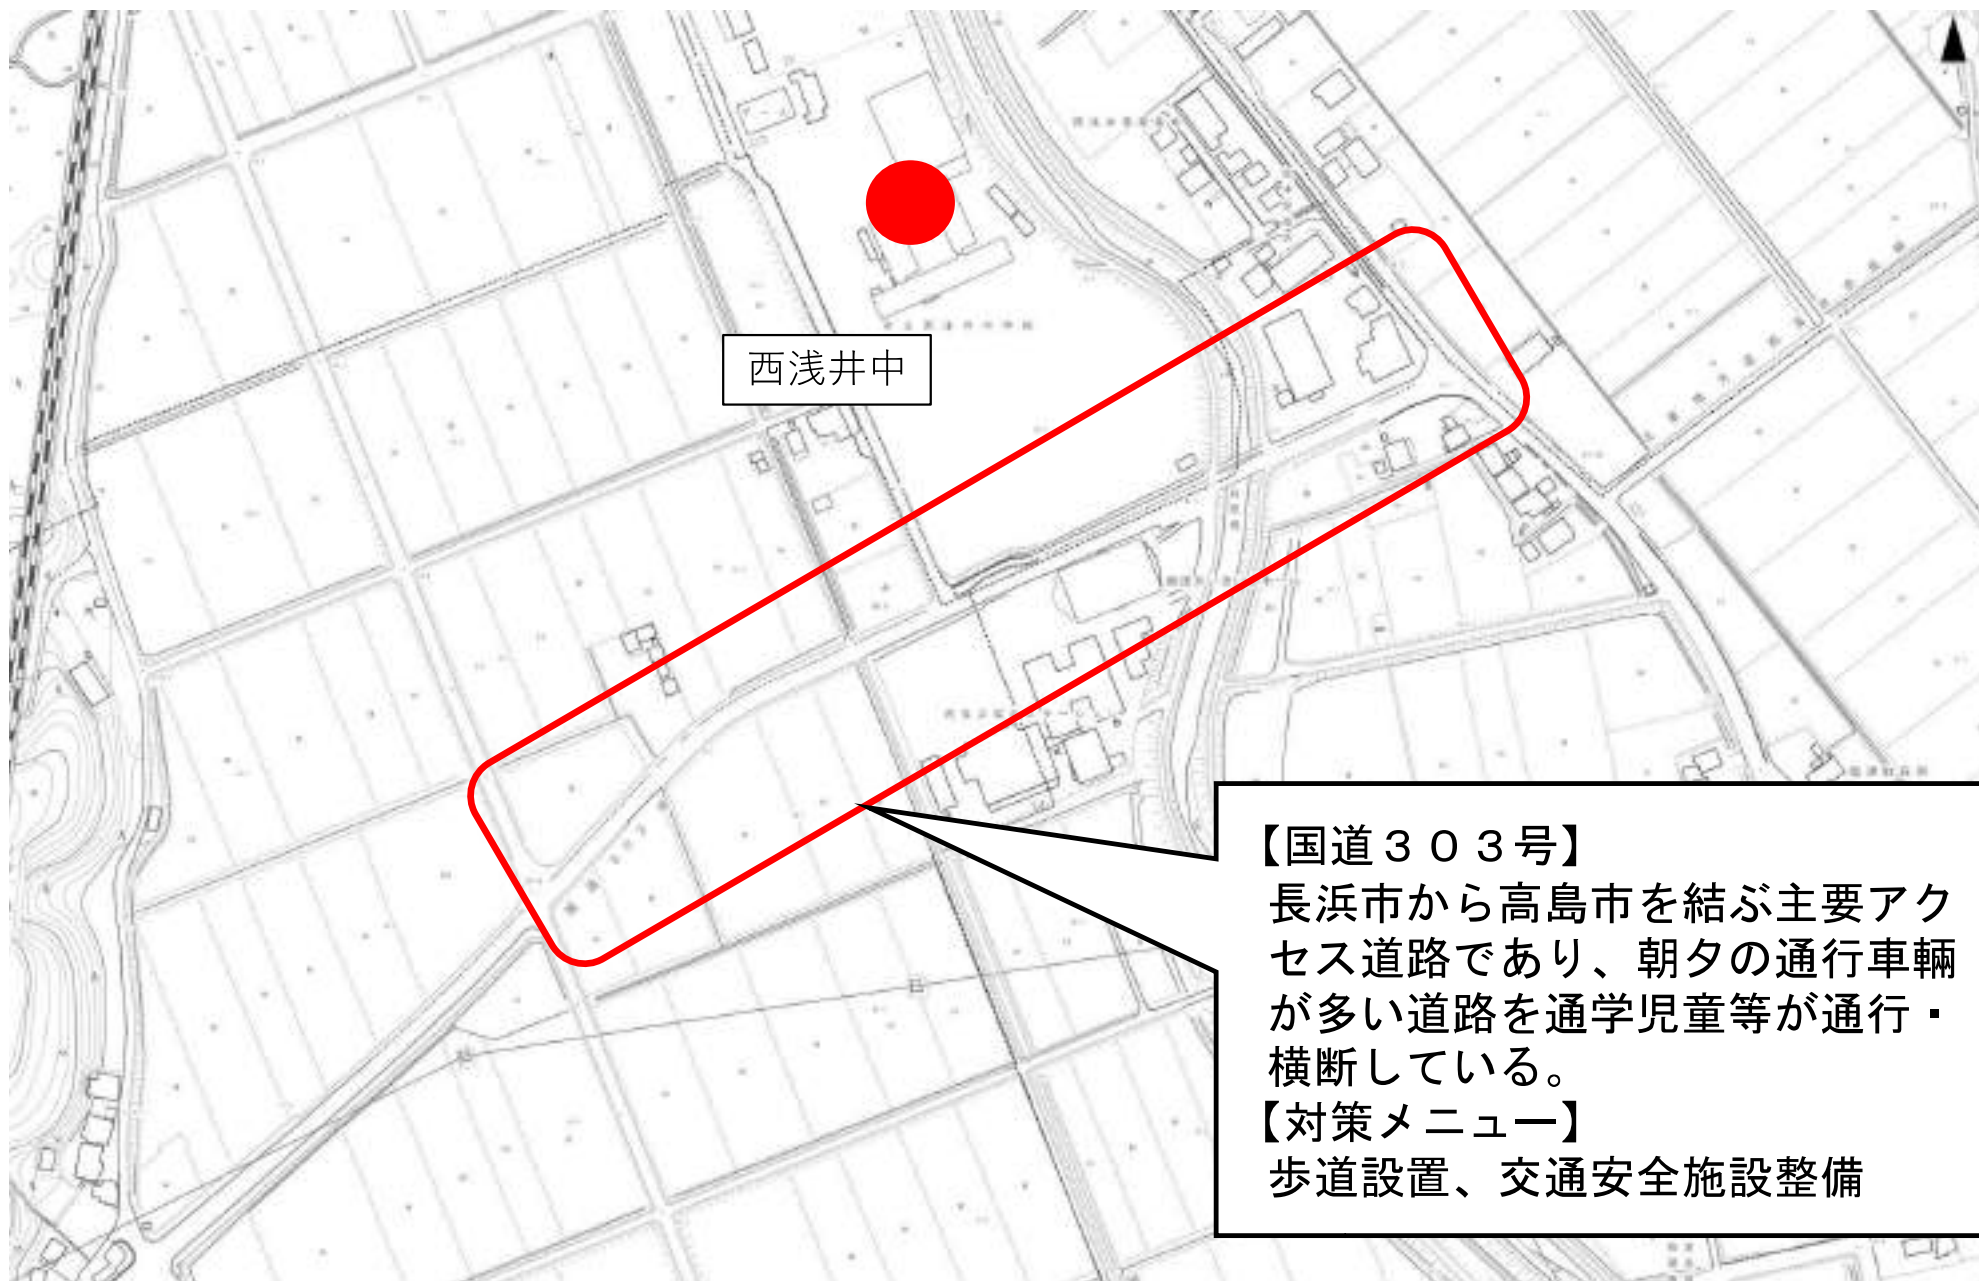 西浅井中
【国道３０３号】
長浜市から高島市を結ぶ主要アク
セス道路であり、朝夕の通行車輛
が多い道路を通学児童等が通行・
横断している。
【対策メニュー】
歩道設置、交通安全施設整備